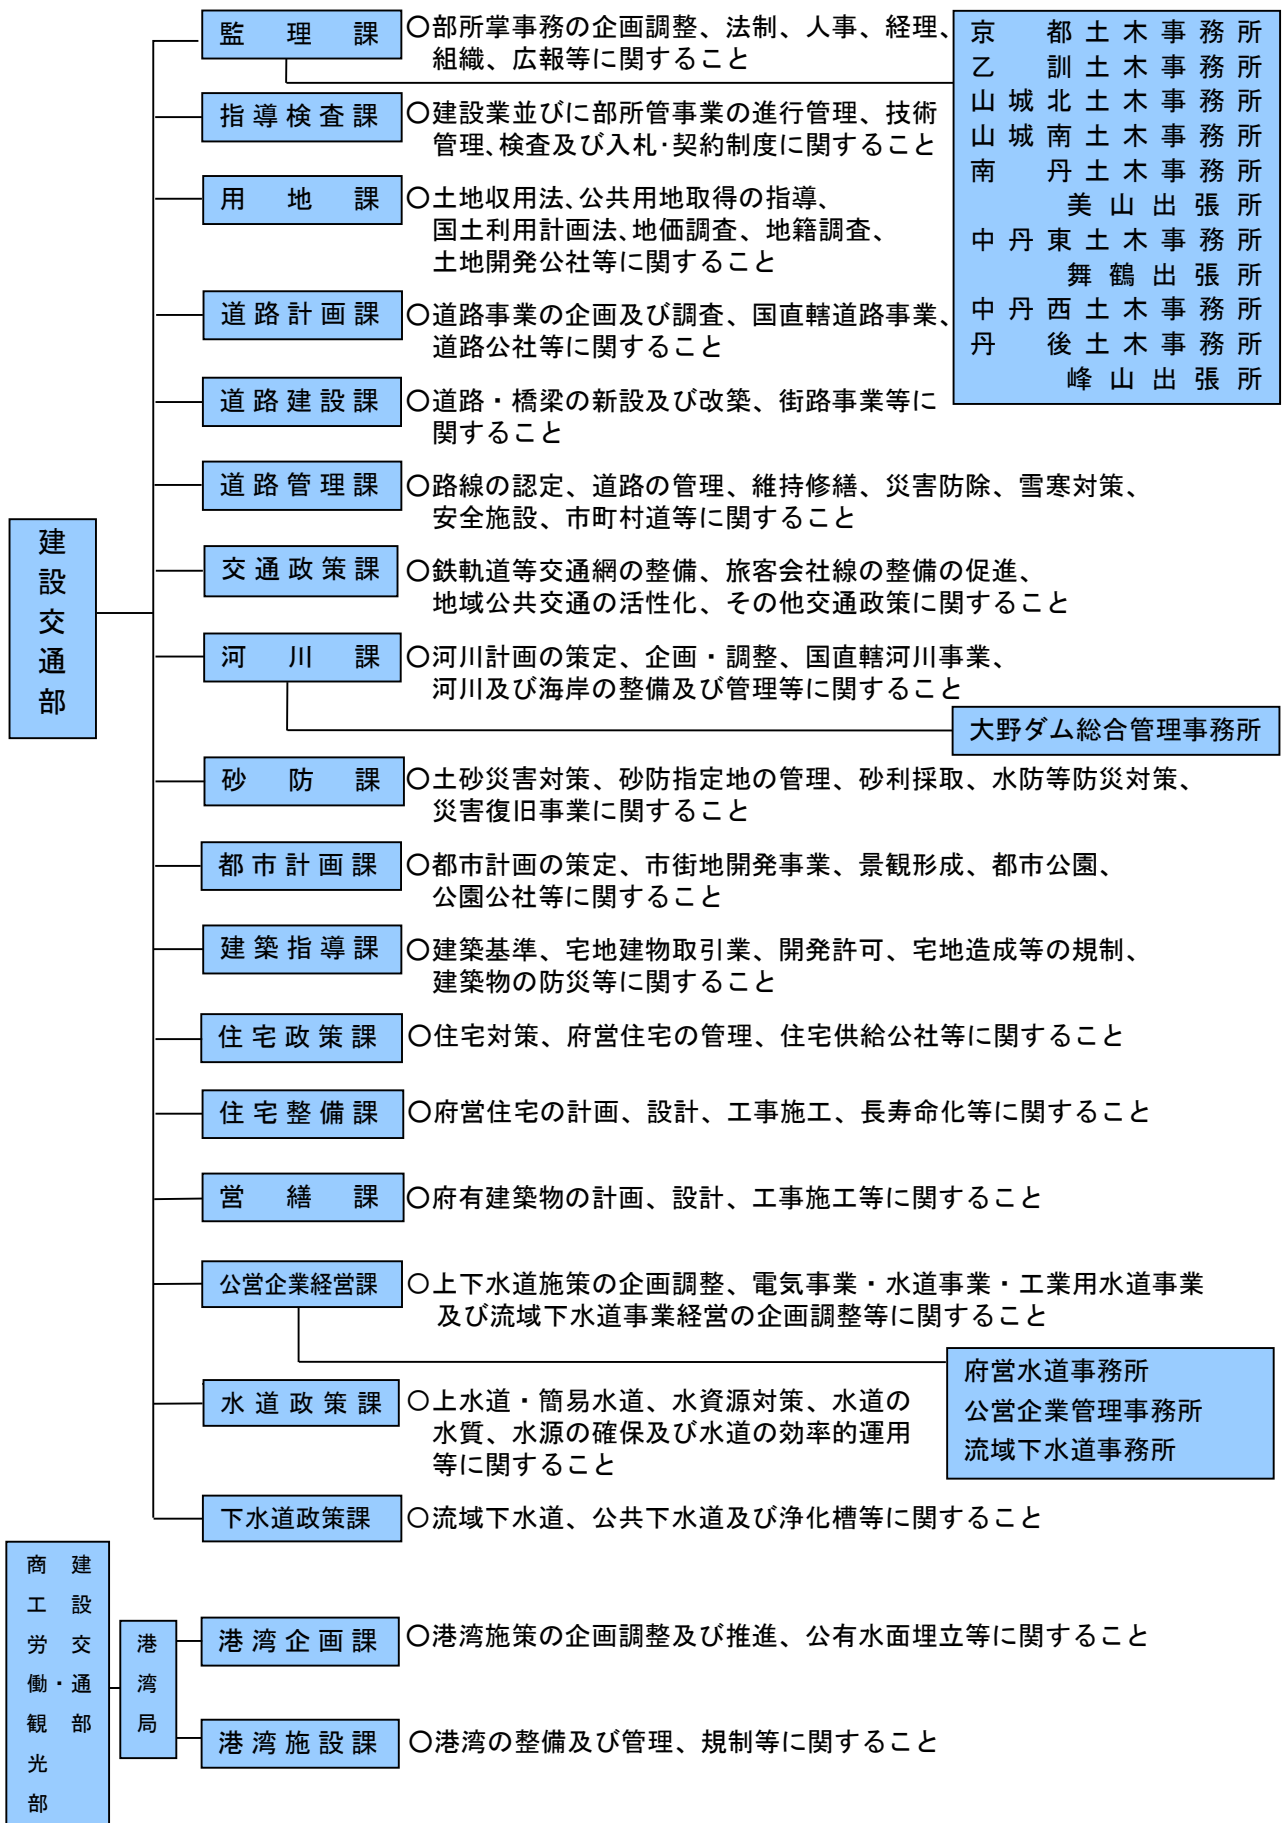 建設交通部
監理課
〇部所掌事務の企画調整、法制、人事、経理、
組織、広報等に関すること
京都土木事務所
乙訓土木事務所
山城北土木事務所
山城南土木事務所
南丹土木事務所
美山出張所
中丹東土木事務所
舞鶴出張所
中丹西土木事務所
丹後土木事務所
峰山出張所
指導検査課
〇建設業並びに部所管事業の進行管理、技術
管理、検査及び入札・契約制度に関すること
用地課
〇土地収用法、公共用地取得の指導、
国土利用計画法、地価調査、地籍調査、
土地開発公社等に関すること
道路計画課
〇道路事業の企画及び調査、国直轄道路事業、
道路公社等に関すること
道路建設課
〇道路・橋梁の新設及び改築、街路事業等に
関すること
道路管理課
〇路線の認定、道路の管理、維持修繕、災害防除、雪寒対策、
安全施設、市町村道等に関すること
交通政策課
〇鉄軌道等交通網の整備、旅客会社線の整備の促進、
地域公共交通の活性化、その他交通政策に関すること
河川課
〇河川計画の策定、企画・調整、国直轄河川事業、
河川及び海岸の整備及び管理等に関すること
大野ダム総合管理事務所
砂防課
〇土砂災害対策、砂防指定地の管理、砂利採取、水防等防災対策、
災害復旧事業に関すること
都市計画課
〇都市計画の策定、市街地開発事業、景観形成、都市公園、
公園公社等に関すること
建築指導課
〇建築基準、宅地建物取引業、開発許可、宅地造成等の規制、
建築物の防災等に関すること
住宅政策課
〇住宅対策、府営住宅の管理、住宅供給公社等に関すること
住宅整備課
〇府営住宅の計画、設計、工事施工、長寿命化等に関すること
営繕課
〇府有建築物の計画、設計、工事施工等に関すること
公営企業経営課
〇上下水道施策の企画調整、電気事業・水道事業・工業用水道事業
及び流域下水道事業経営の企画調整等に関すること
府営水道事務所
公営企業管理事務所
流域下水道事務所
水道政策課
〇上水道・簡易水道、水資源対策、水道の
水質、水源の確保及び水道の効率的運用
等に関すること
下水道政策課
〇流域下水道、公共下水道及び浄化槽等に関すること
建設交通部
・
商工労働観光部
港湾局
港湾企画課
〇港湾施策の企画調整及び推進、公有水面埋立等に関すること
港湾施設課
〇港湾の整備及び管理、規制等に関すること